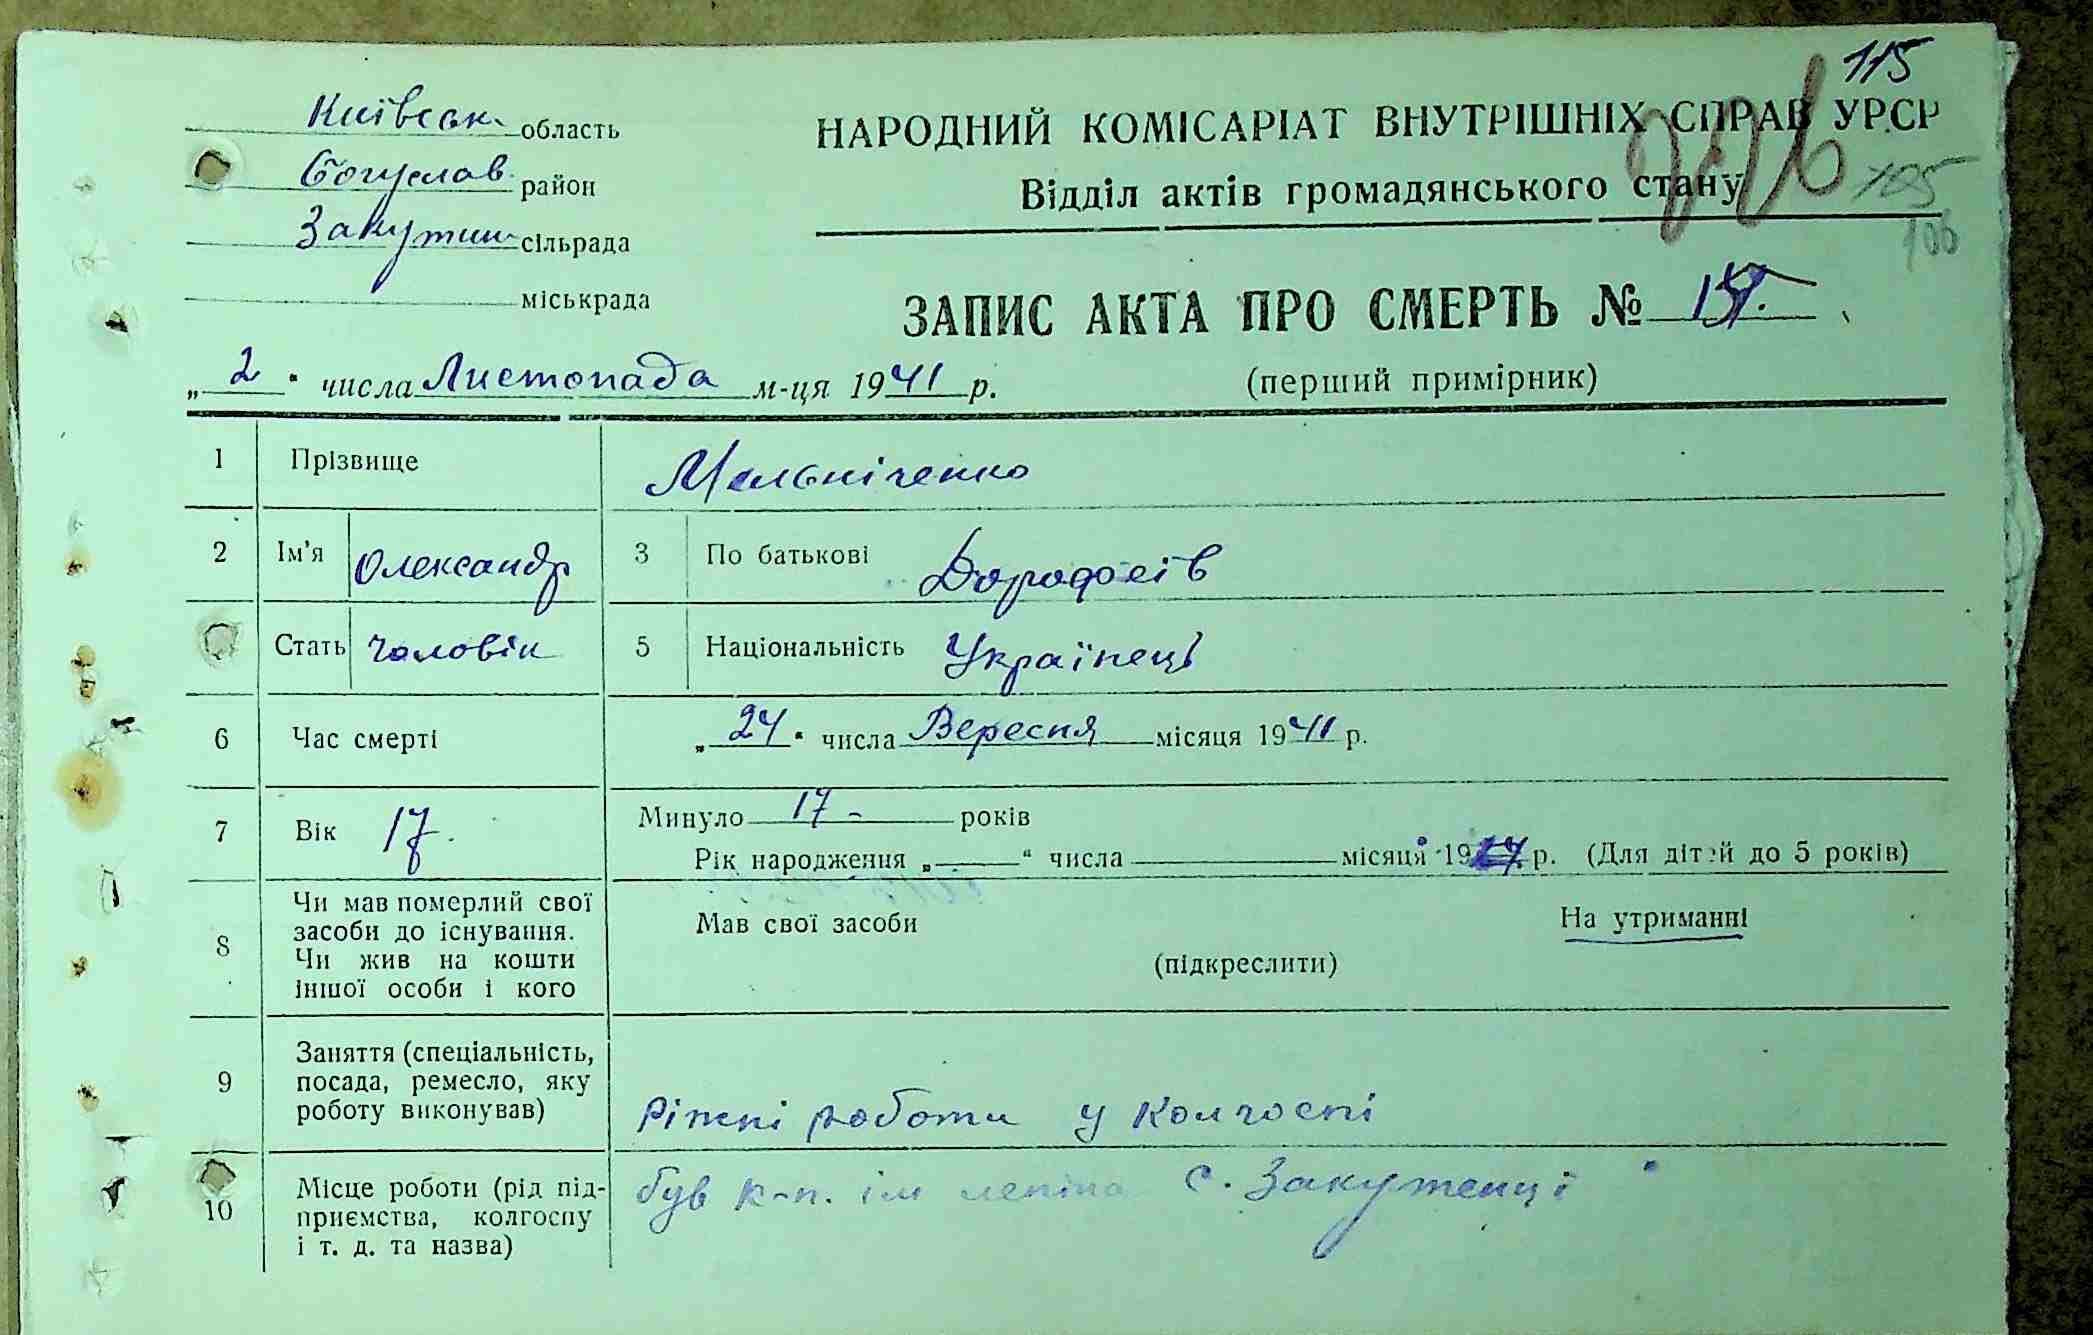 115
Київськ. область
НАРОДНИЙ КОМІСАРІАТ ВНУТРІШНІХ СПРАВ УРСР
Богуслав. район
Відділ актів громадянського стану
105
106
Закутин сільрада
міськрада
ЗАПИС АКТА ПРО СМЕРТЬ №
„2“ числа Листопада м-ця 1941 р.
(перший примірник)
1 Прізвище Мельніченко
2 Ім'я Олександр 3 По батькові Дорофеїв
Стать чоловік 5 Національність Українець
6 Час смерті „24“ числа Вересня місяця 1941 р.
7 Вік 17. Минуло 17 - років
Рік народження „ “ числа місяця 19 р. (Для дітей до 5 років)
8 Чи мав померлий свої засоби до існування. Чи жив на кошти іншої особи і кого
Мав свої засоби На утриманні
(підкреслити)
9 Заняття (спеціальність, посада, ремесло, яку роботу виконував)
Ріжні роботи у Колгоспі
10 Місце роботи (рід підприємства, колгоспу і т. д. та назва)
був к-п. ім леніна с. Закутенці